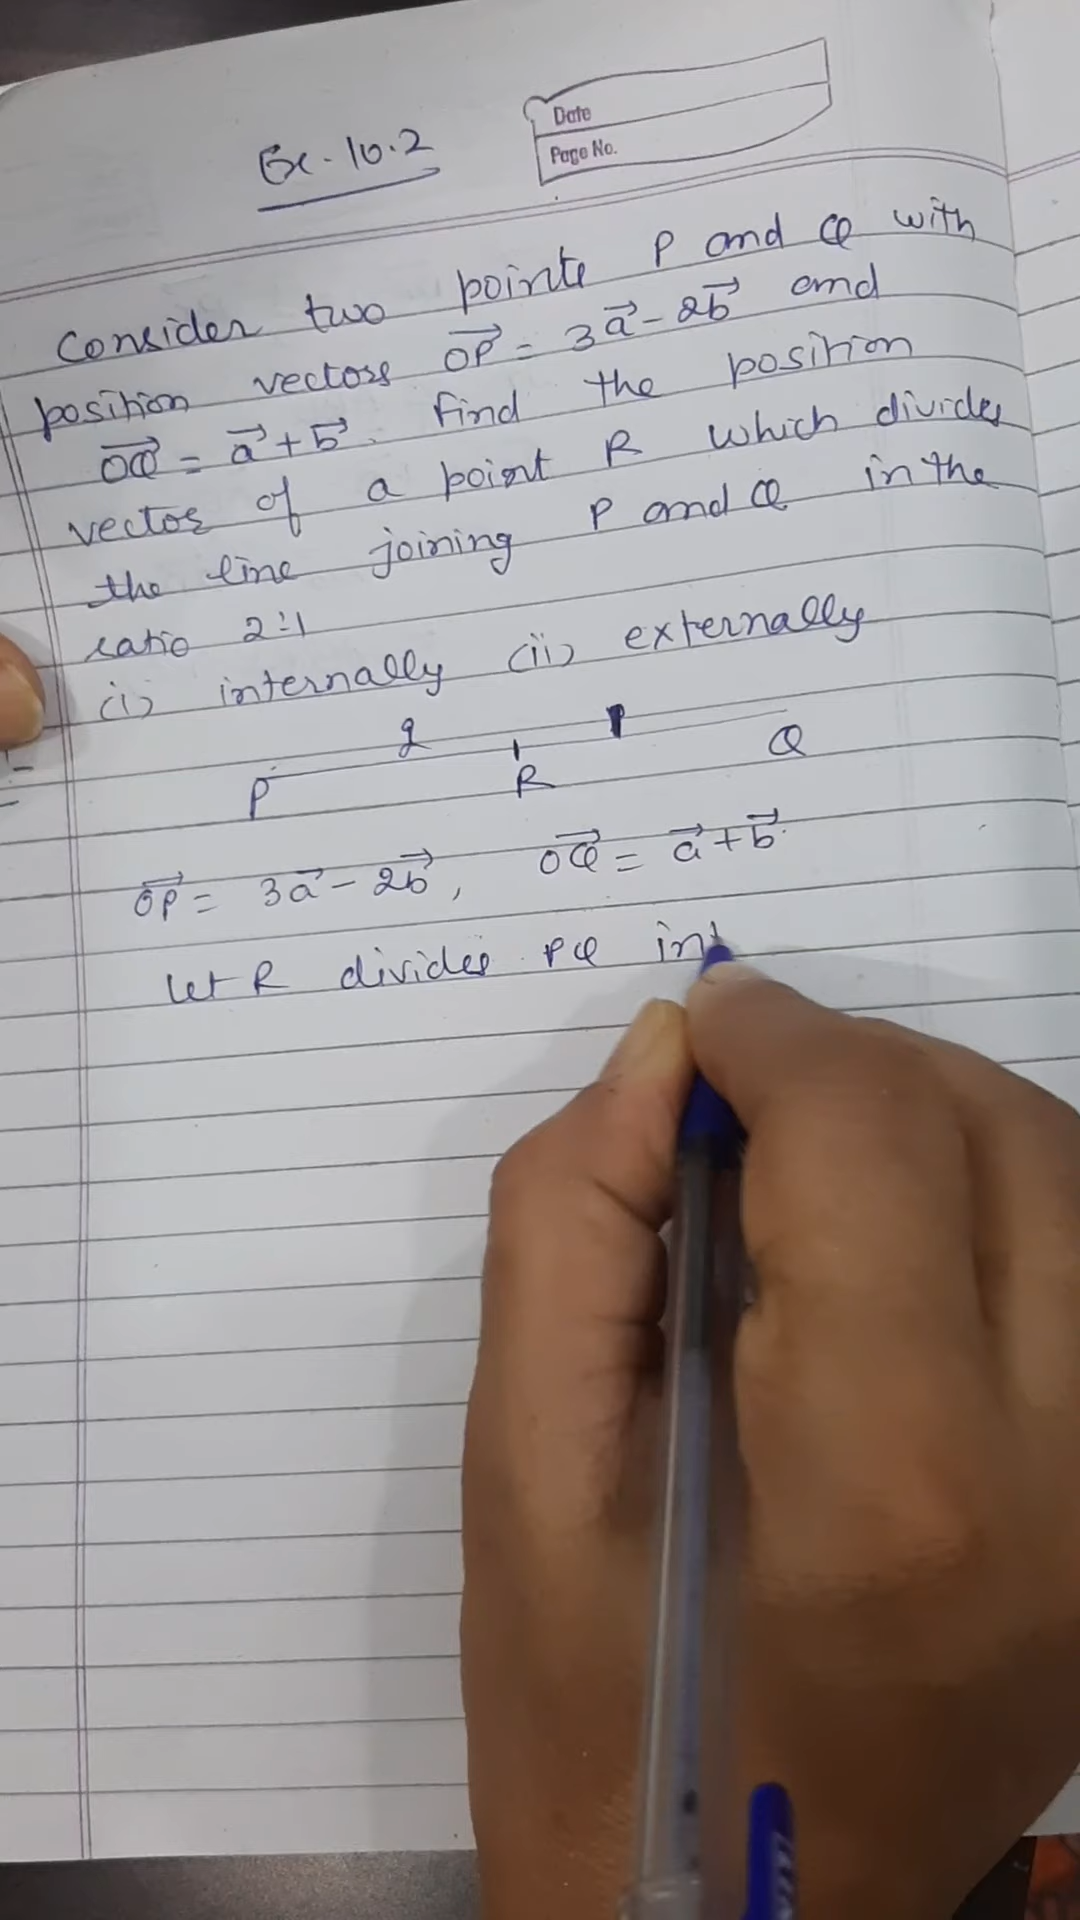 Ex-10.2
Date
Page No.
Consider two points P and Q with
position vectors OP⃗ = 3a⃗ - 2b⃗ and
OQ⃗ = a⃗ + b⃗. Find the position
vector of a point R which divides
the line joining P and Q in the
ratio 2:1
(i) internally (ii) externally
2 1
P R Q
OP⃗ = 3a⃗ - 2b⃗, OQ⃗ = a⃗ + b⃗.
Let R divides PQ int